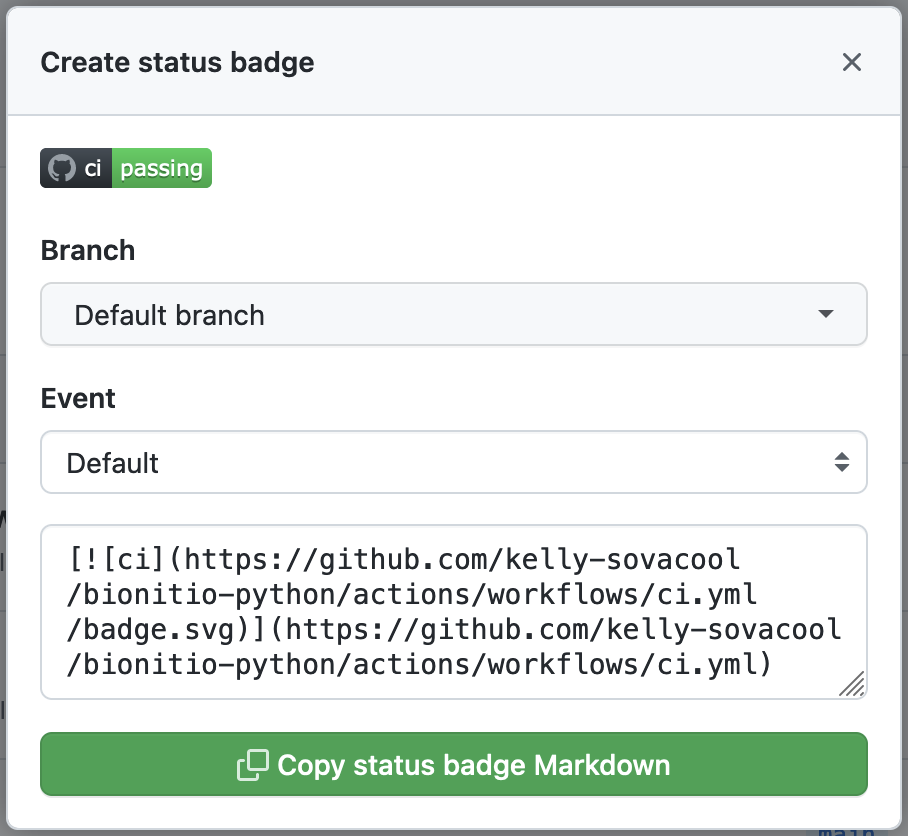 Create status badge
ci passing
Branch
Default branch
Event
Default
[![ci](https://github.com/kelly-sovacool
/bionitio-python/actions/workflows/ci.yml
/badge.svg)](https://github.com/kelly-sovacool
/bionitio-python/actions/workflows/ci.yml)
Copy status badge Markdown
main